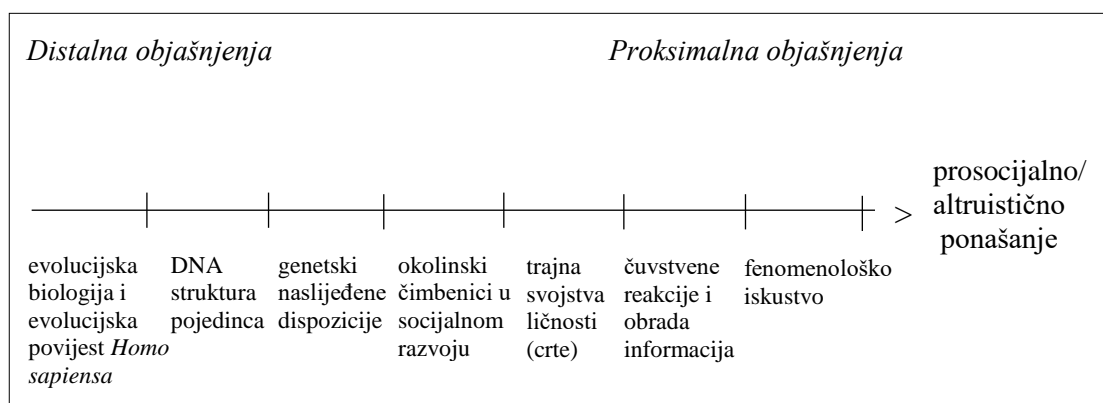 Distalna objašnjenja
Proksimalna objašnjenja
>
prosocijalno/
altruistično
ponašanje
evolucijska
biologija i
evolucijska
povijest Homo
sapiensa
DNA
struktura
pojedinca
genetski
naslijeđene
dispozicije
okolinski
čimbenici u
socijalnom
razvoju
trajna
svojstva
ličnosti
(crte)
čuvstvene
reakcije i
obrada
informacija
fenomenološko
iskustvo